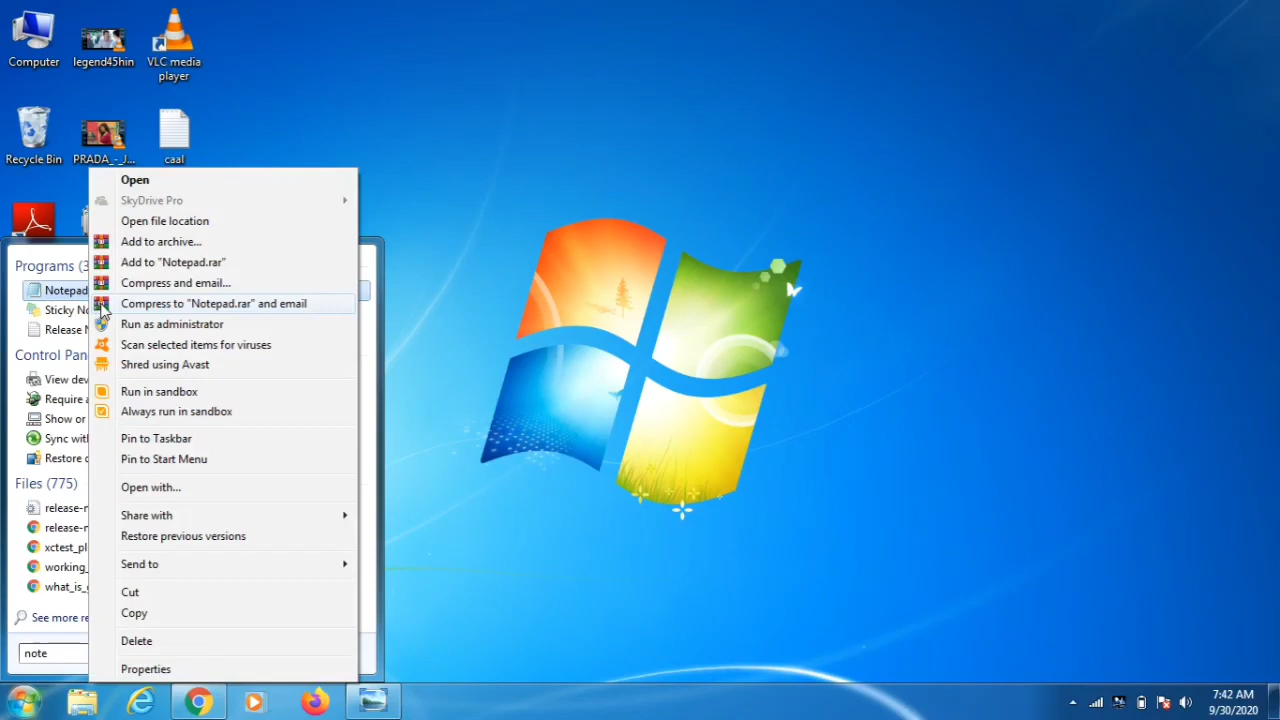 Computer
legend45hin
VLC media
player
Recycle Bin
PRADA_-_J...
caal
Programs (3
Notepad
Sticky No
Release N
Control Pan
View dev
Require a
Show or
Sync with
Restore d
Files (775)
release-n
release-n
xctest_pl
working_
what_is_g
See more re
note
Open
SkyDrive Pro
Open file location
Add to archive...
Add to "Notepad.rar"
Compress and email...
Compress to "Notepad.rar" and email
Run as administrator
Scan selected items for viruses
Shred using Avast
Run in sandbox
Always run in sandbox
Pin to Taskbar
Pin to Start Menu
Open with...
Share with
Restore previous versions
Send to
Cut
Copy
Delete
Properties
7:42 AM
9/30/2020